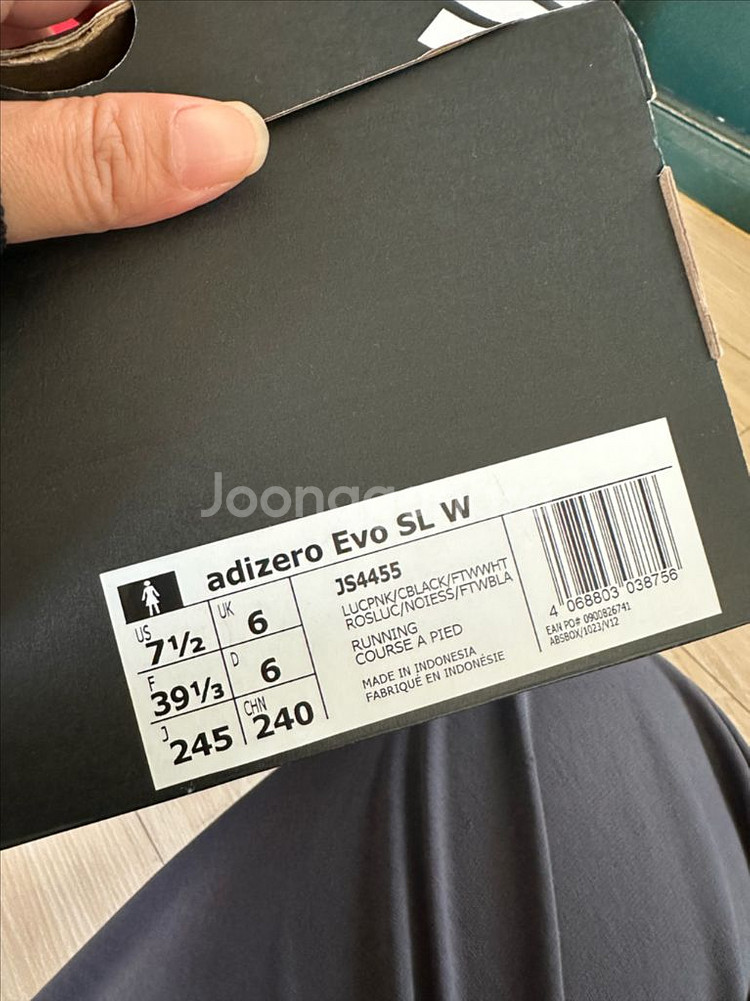 Joongg
adizero Evo SL W
US 7½
UK 6
F 39⅓
D 6
J 245
CHN 240
JS4455
LUCPNK/CBLACK/FTWWHT
ROSLUC/NOIESS/FTWBLA
RUNNING
COURSE A PIED
MADE IN INDONESIA
FABRIQUÉ EN INDONÉSIE
4 068803 038756
EAN PO# 0900826741
ABSBOX/1023/V12